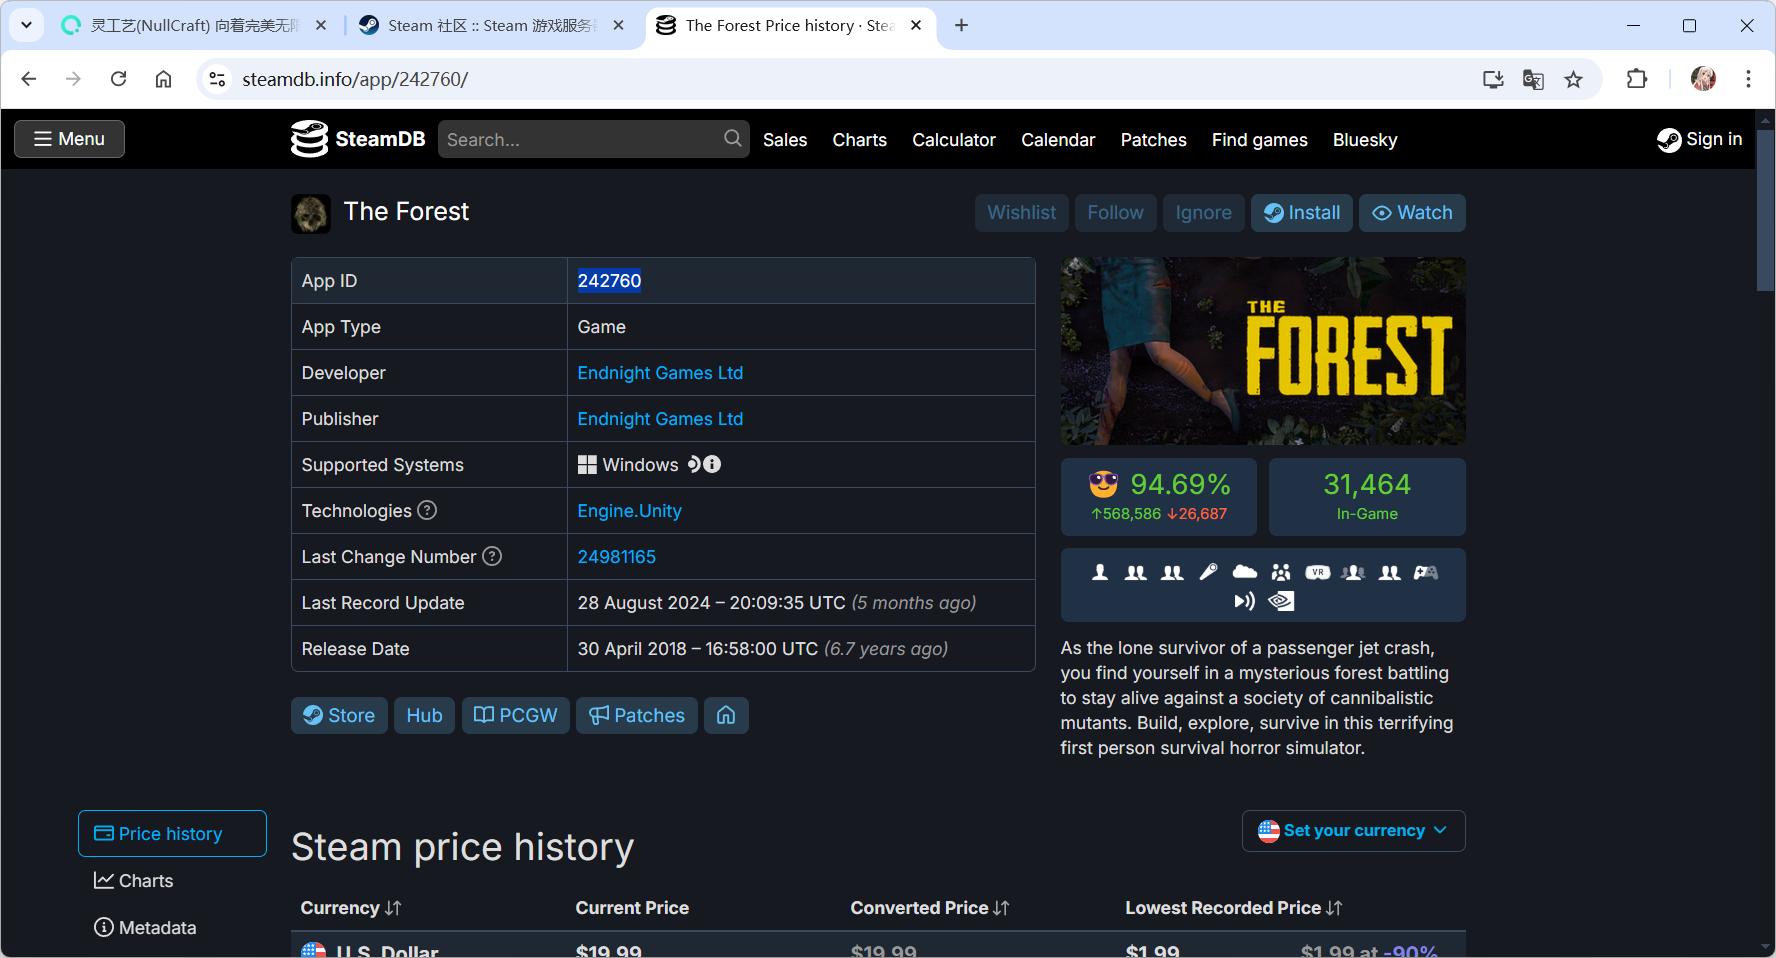 灵工艺(NullCraft) 向着完美无
Steam 社区 :: Steam 游戏服务
The Forest Price history · Stea
steamdb.info/app/242760/
Menu
SteamDB
Search...
Sales
Charts
Calculator
Calendar
Patches
Find games
Bluesky
Sign in
The Forest
Wishlist
Follow
Ignore
Install
Watch
App ID 242760
App Type Game
Developer Endnight Games Ltd
Publisher Endnight Games Ltd
Supported Systems Windows
Technologies Engine.Unity
Last Change Number 24981165
Last Record Update 28 August 2024 – 20:09:35 UTC (5 months ago)
Release Date 30 April 2018 – 16:58:00 UTC (6.7 years ago)
Store
Hub
PCGW
Patches
THE
FOREST
94.69%
↑568,586 ↓26,687
31,464
In-Game
VR
As the lone survivor of a passenger jet crash,
you find yourself in a mysterious forest battling
to stay alive against a society of cannibalistic
mutants. Build, explore, survive in this terrifying
first person survival horror simulator.
Price history
Charts
Metadata
Steam price history
Set your currency
Currency Current Price Converted Price Lowest Recorded Price
U.S. Dollar $19.99 $19.99 $1.99 $1.99 at -90%